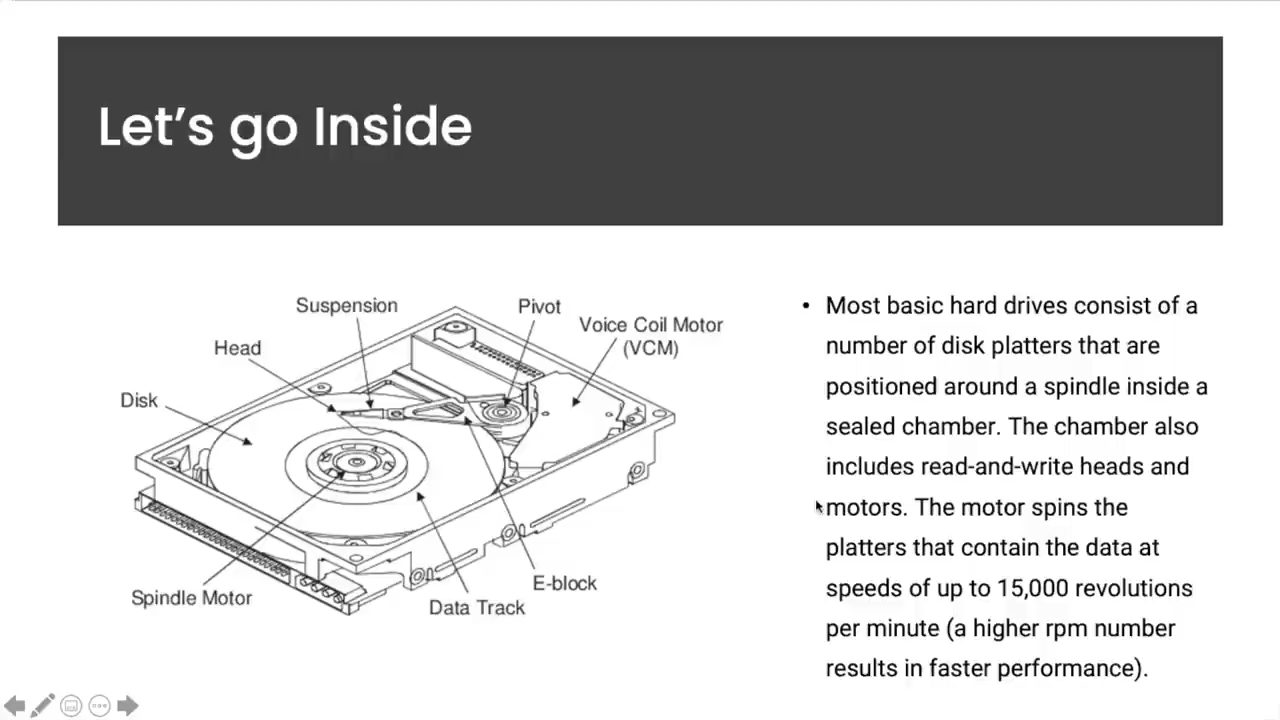 Let's go Inside
Suspension
Pivot
Voice Coil Motor
(VCM)
Head
Disk
E-block
Spindle Motor
Data Track
• Most basic hard drives consist of a
number of disk platters that are
positioned around a spindle inside a
sealed chamber. The chamber also
includes read-and-write heads and
motors. The motor spins the
platters that contain the data at
speeds of up to 15,000 revolutions
per minute (a higher rpm number
results in faster performance).